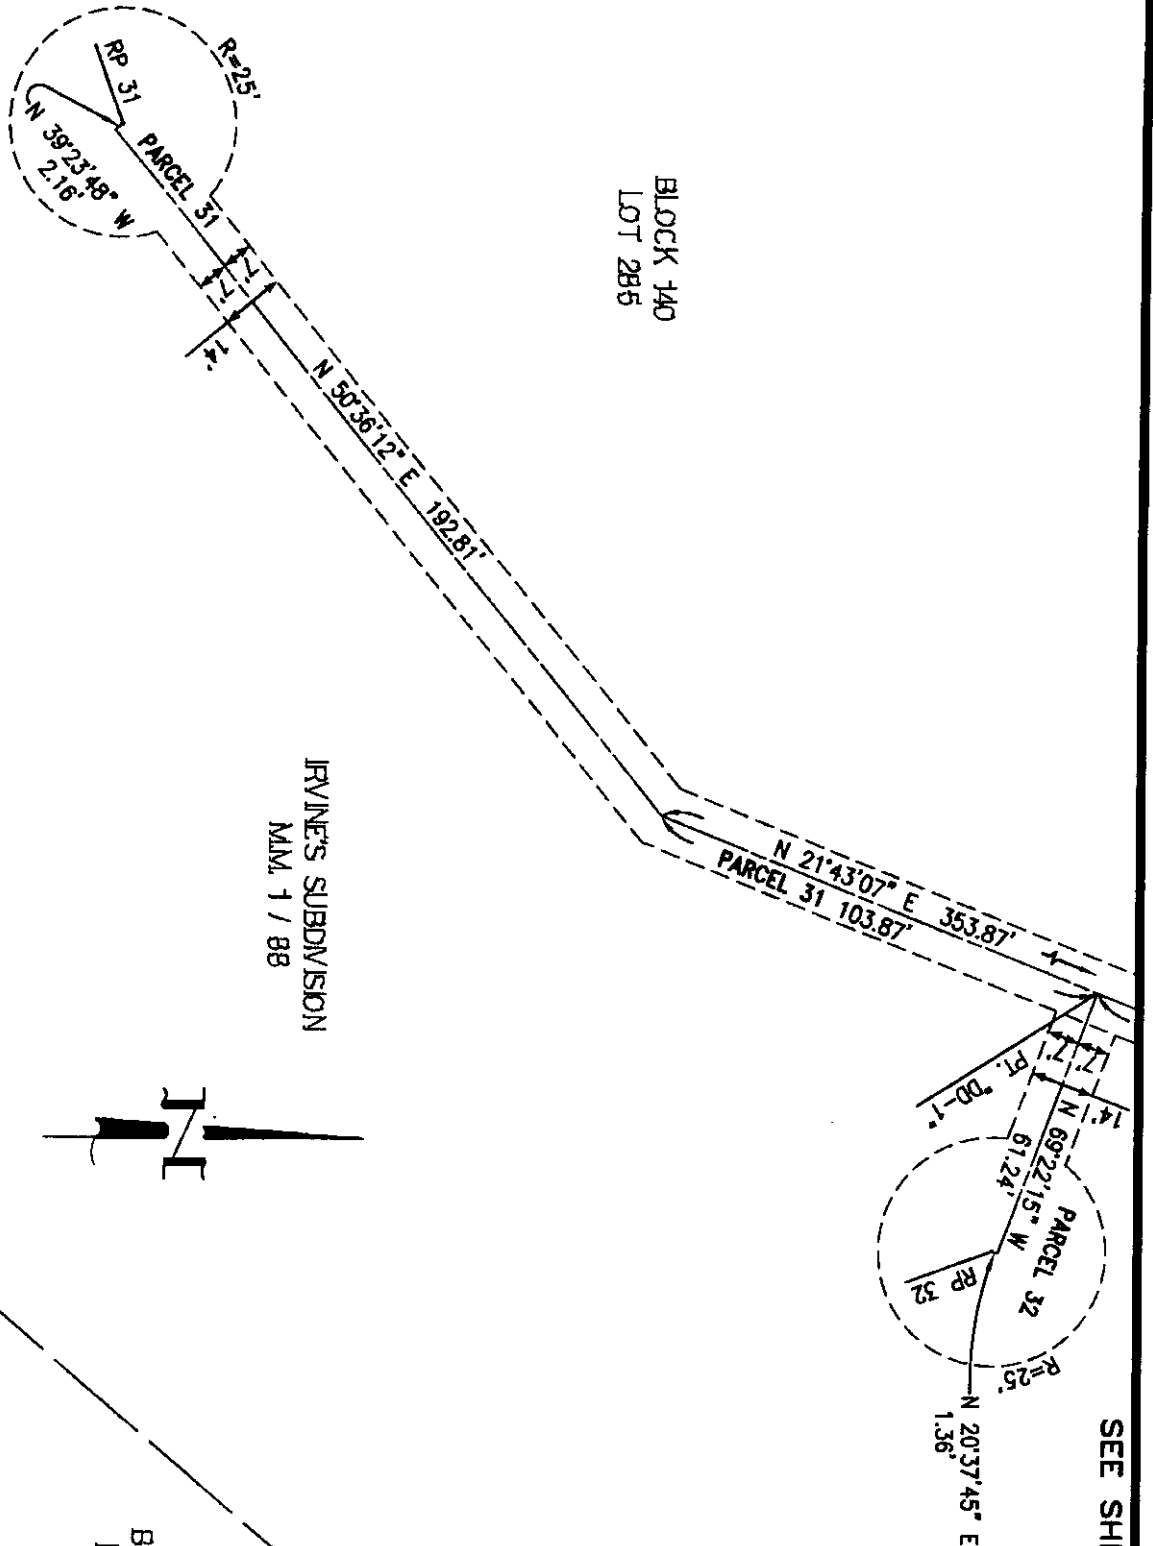 R=25'
RP 31
PARCEL 31
N 39°23'48" W
2.16'
7'
7'
14'
BLOCK 140
LOT 285
N 50°36'12" E 192.81'
N 21°43'07" E 353.87'
PARCEL 31 103.87'
IRVINE'S SUBDIVISION
M.M. 1 / 88
N
PT. "DD-1"
7'
7'
14'
N 69°22'15" W
61.24'
PARCEL 32
RP 32
R=25'
N 20°37'45" E
1.36'
SEE
B